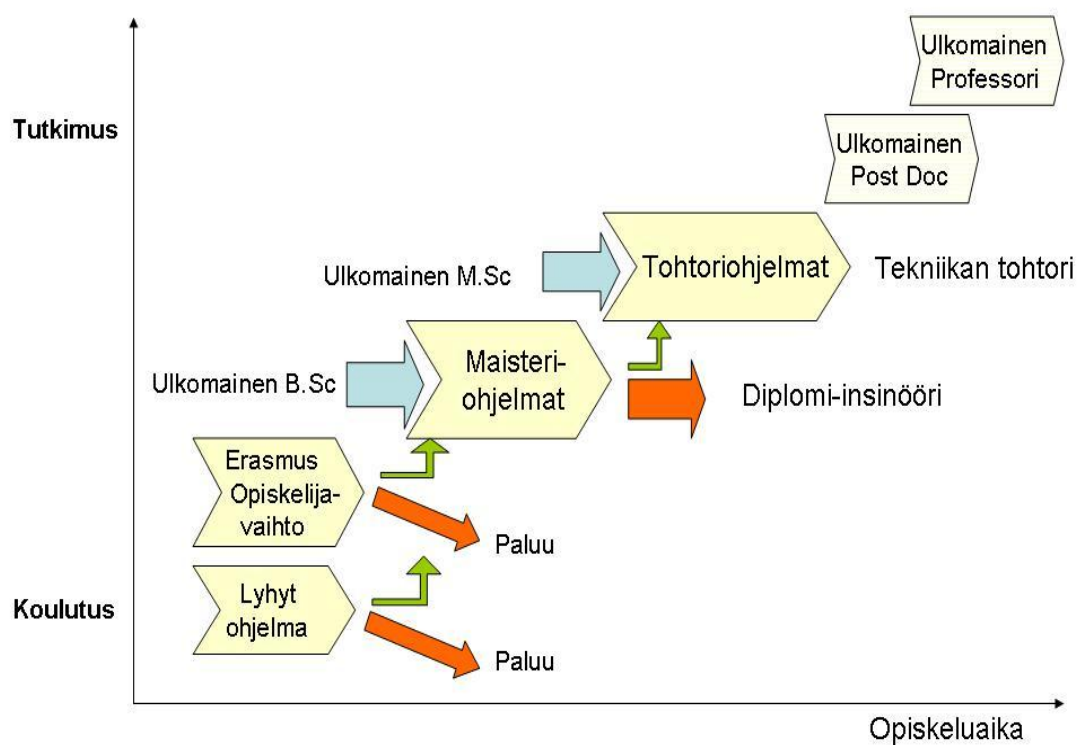 Ulkomainen
Professori
Tutkimus
Ulkomainen
Post Doc
Ulkomainen M.Sc
Tohtoriohjelmat
Tekniikan tohtori
Maisteri-
ohjelmat
Ulkomainen B.Sc
Diplomi-insinööri
Erasmus
Opiskelija-
vaihto
Paluu
Koulutus
Lyhyt
ohjelma
Paluu
Opiskeluaika